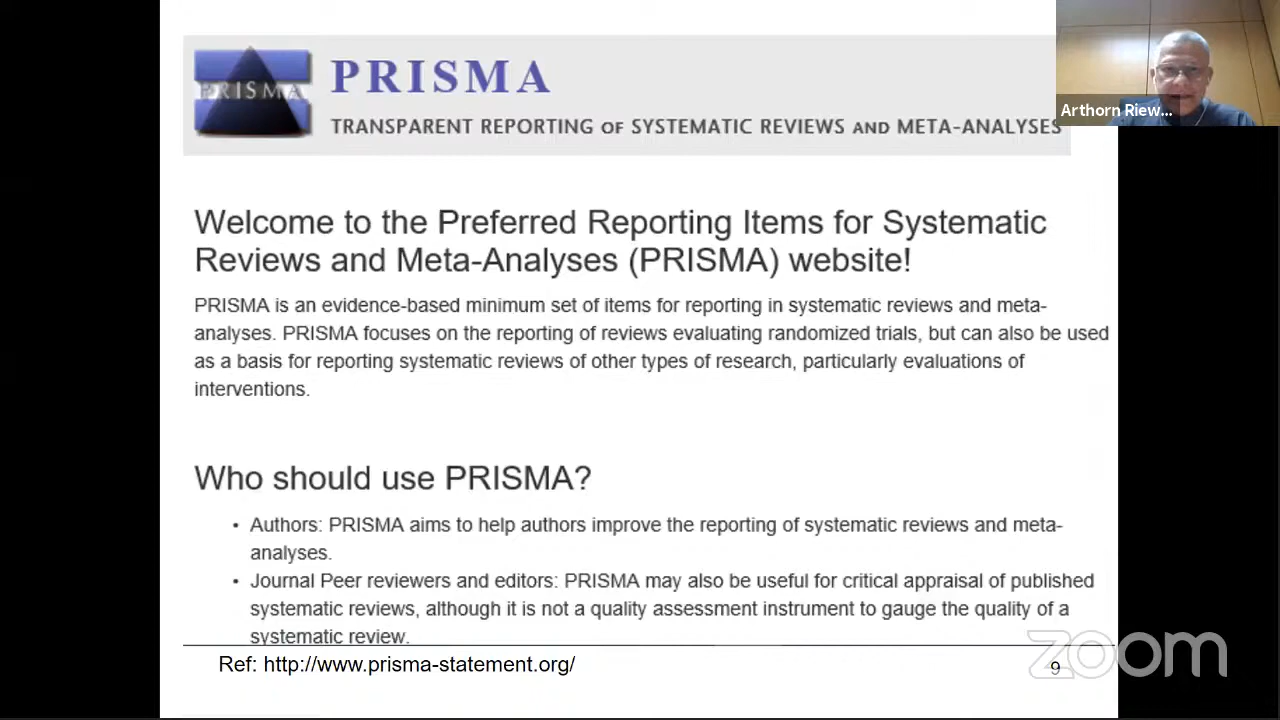 PRISMA
PRISMA
TRANSPARENT REPORTING OF SYSTEMATIC REVIEWS AND META-ANALYSES
Arthorn Riew...
Welcome to the Preferred Reporting Items for Systematic
Reviews and Meta-Analyses (PRISMA) website!
PRISMA is an evidence-based minimum set of items for reporting in systematic reviews and meta-
analyses. PRISMA focuses on the reporting of reviews evaluating randomized trials, but can also be used
as a basis for reporting systematic reviews of other types of research, particularly evaluations of
interventions.
Who should use PRISMA?
• Authors: PRISMA aims to help authors improve the reporting of systematic reviews and meta-
analyses.
• Journal Peer reviewers and editors: PRISMA may also be useful for critical appraisal of published
systematic reviews, although it is not a quality assessment instrument to gauge the quality of a
systematic review.
Ref: http://www.prisma-statement.org/
9
zoom